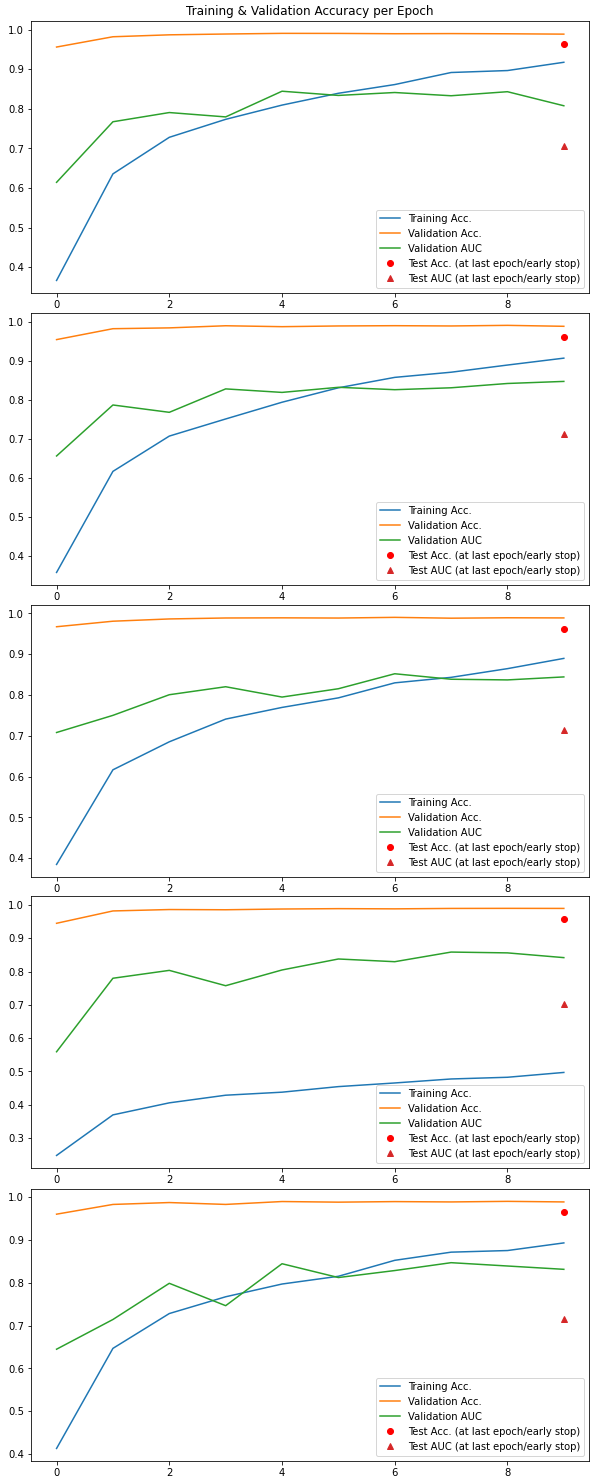 Training & Validation Accuracy per Epoch
1.0
0.9
0.8
0.7
0.6
0.5
0.4
Training Acc.
Validation Acc.
Validation AUC
Test Acc. (at last epoch/early stop)
Test AUC (at last epoch/early stop)
0 2 4 6 8
1.0
0.9
0.8
0.7
0.6
0.5
0.4
Training Acc.
Validation Acc.
Validation AUC
Test Acc. (at last epoch/early stop)
Test AUC (at last epoch/early stop)
0 2 4 6 8
1.0
0.9
0.8
0.7
0.6
0.5
0.4
Training Acc.
Validation Acc.
Validation AUC
Test Acc. (at last epoch/early stop)
Test AUC (at last epoch/early stop)
0 2 4 6 8
1.0
0.9
0.8
0.7
0.6
0.5
0.4
0.3
Training Acc.
Validation Acc.
Validation AUC
Test Acc. (at last epoch/early stop)
Test AUC (at last epoch/early stop)
0 2 4 6 8
1.0
0.9
0.8
0.7
0.6
0.5
0.4
Training Acc.
Validation Acc.
Validation AUC
Test Acc. (at last epoch/early stop)
Test AUC (at last epoch/early stop)
0 2 4 6 8